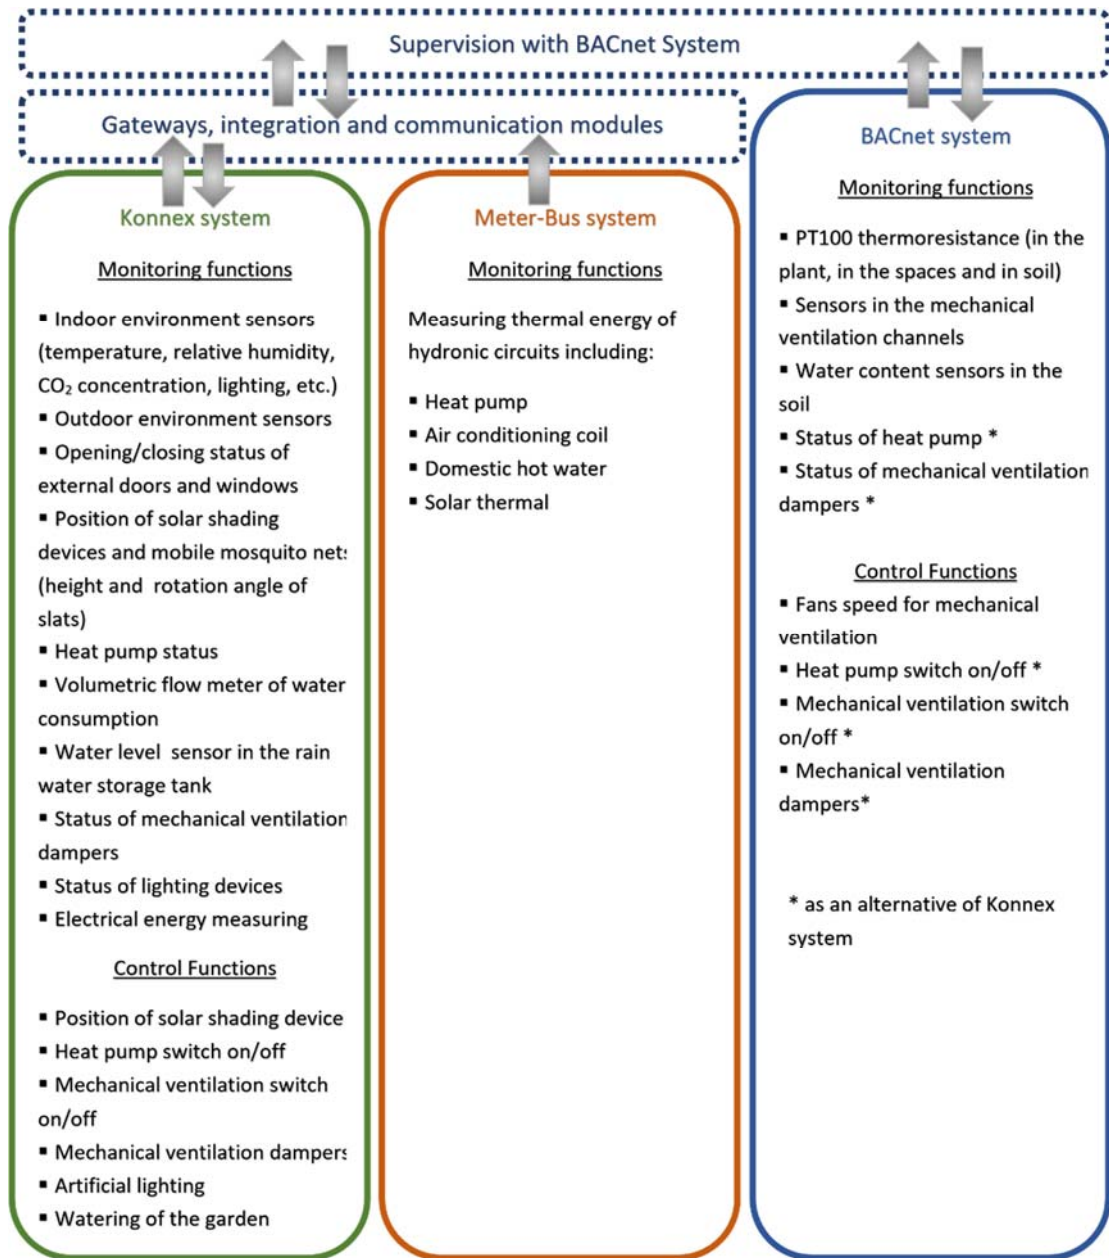 Supervision with BACnet System
Gateways, integration and communication modules
Konnex system
Monitoring functions
▪ Indoor environment sensors
(temperature, relative humidity,
CO₂ concentration, lighting, etc.)
▪ Outdoor environment sensors
▪ Opening/closing status of
external doors and windows
▪ Position of solar shading
devices and mobile mosquito nets
(height and rotation angle of
slats)
▪ Heat pump status
▪ Volumetric flow meter of water
consumption
▪ Water level sensor in the rain
water storage tank
▪ Status of mechanical ventilation
dampers
▪ Status of lighting devices
▪ Electrical energy measuring
Control Functions
▪ Position of solar shading device
▪ Heat pump switch on/off
▪ Mechanical ventilation switch
on/off
▪ Mechanical ventilation dampers
▪ Artificial lighting
▪ Watering of the garden
Meter-Bus system
Monitoring functions
Measuring thermal energy of
hydronic circuits including:
▪ Heat pump
▪ Air conditioning coil
▪ Domestic hot water
▪ Solar thermal
BACnet system
Monitoring functions
▪ PT100 thermoresistance (in the
plant, in the spaces and in soil)
▪ Sensors in the mechanical
ventilation channels
▪ Water content sensors in the
soil
▪ Status of heat pump *
▪ Status of mechanical ventilation
dampers *
Control Functions
▪ Fans speed for mechanical
ventilation
▪ Heat pump switch on/off *
▪ Mechanical ventilation switch
on/off *
▪ Mechanical ventilation
dampers*
* as an alternative of Konnex
system